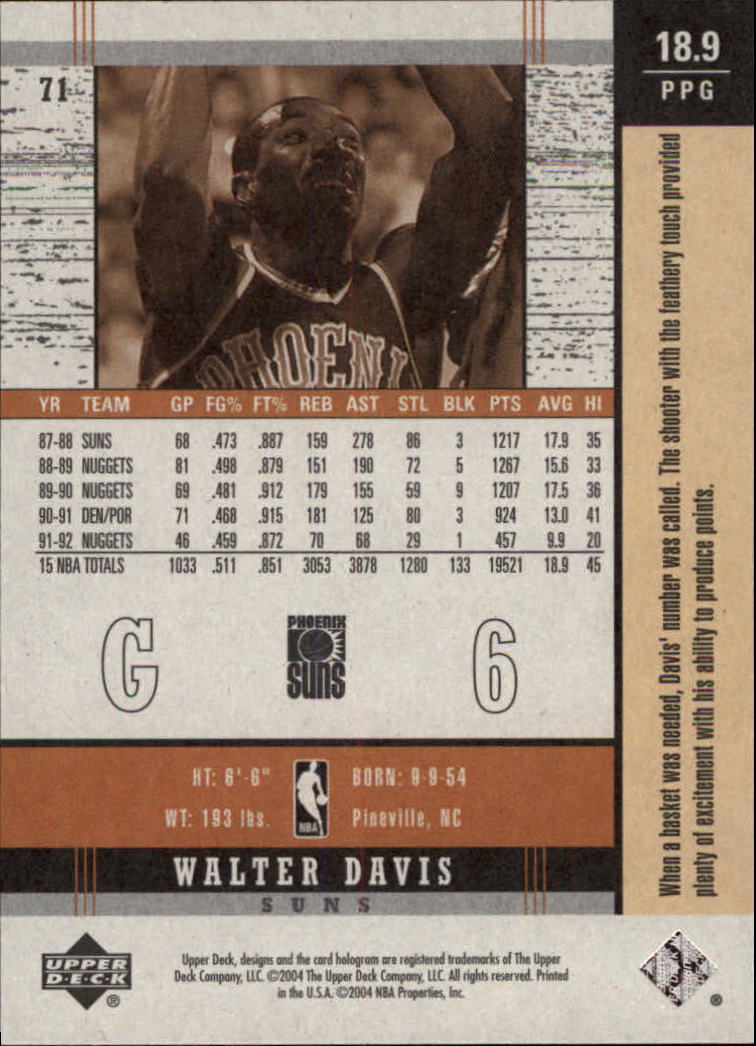 71
18.9
PPG
PHOENI
YR TEAM GP FG% FT% REB AST STL BLK PTS AVG HI
87-88 SUNS 68 .473 .887 159 278 86 3 1217 17.9 35
88-89 NUGGETS 81 .498 .879 151 190 72 5 1267 15.6 33
89-90 NUGGETS 69 .481 .912 179 155 59 9 1207 17.5 36
90-91 DEN/POR 71 .468 .915 181 125 80 3 924 13.0 41
91-92 NUGGETS 46 .459 .872 70 68 29 1 457 9.9 20
15 NBA TOTALS 1033 .511 .851 3053 3878 1280 133 19521 18.9 45
G
PHOENIX
SUNS
6
HT: 6'-6"
BORN: 9-9-54
WT: 193 lbs.
NBA
Pineville, NC
WALTER DAVIS
SUNS
When a basket was needed, Davis' number was called. The shooter with the feathery touch provided
plenty of excitement with his ability to produce points.
UPPER
D·E·C·K
®
Upper Deck, designs and the card hologram are registered trademarks of The Upper
Deck Company, LLC. ©2004 The Upper Deck Company, LLC. All rights reserved. Printed
in the U.S.A. ©2004 NBA Properties, Inc.
®